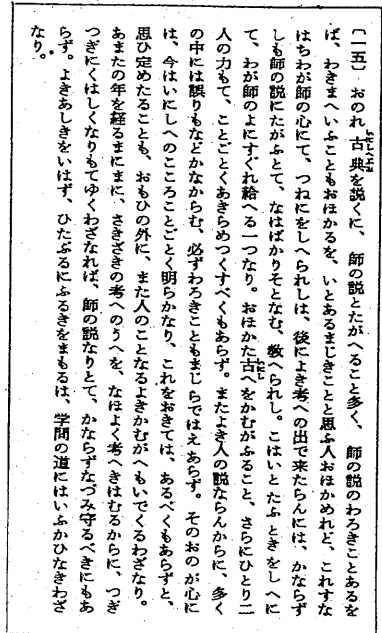 〔一五〕 おのれ古典を説くに、師の説とたがへること多く、師の説のわろきことあるを
いにしへぶみ
ば、わきまへいふこともおほかるを、いとあるまじきことと思ふ人おほかめれど、これすな
はちわが師の心にて、つねにをしへられしは、後によき考への出で来たらんには、かならず
しも師の説にたがふとて、なはばかりそとなむ、教へられし。こはいとたふときをしへに
て、わが師のよにすぐれ給へる一つなり。おほかた古へをかむがふること、さらにひとり二
いにし
人の力もて、ことごとくあきらめつくすべくもあらず。またよき人の説ならんからに、多く
の中には誤りもなどかなからむ、必ずわろきこともまじらではえあらず。そのおのが心に
は、今はいにしへのこころことごとく明らかなり、これをおきては、あるべくもあらずと、
思ひ定めたることも、おもひの外に、また人のことなるよきかむがへもいでくるわざなり。
あまたの年を経るまにまに、さきざきの考へのうへを、なほよく考へきはむるからに、つぎ
つぎにくはしくなりもてゆくわざなれば、師の説なりとて、かならずなづみ守るべきにもあ
らず。よきあしきをいはず、ひたぶるにふるきをまもるは、学問の道にはいふかひなきわざ
なり。